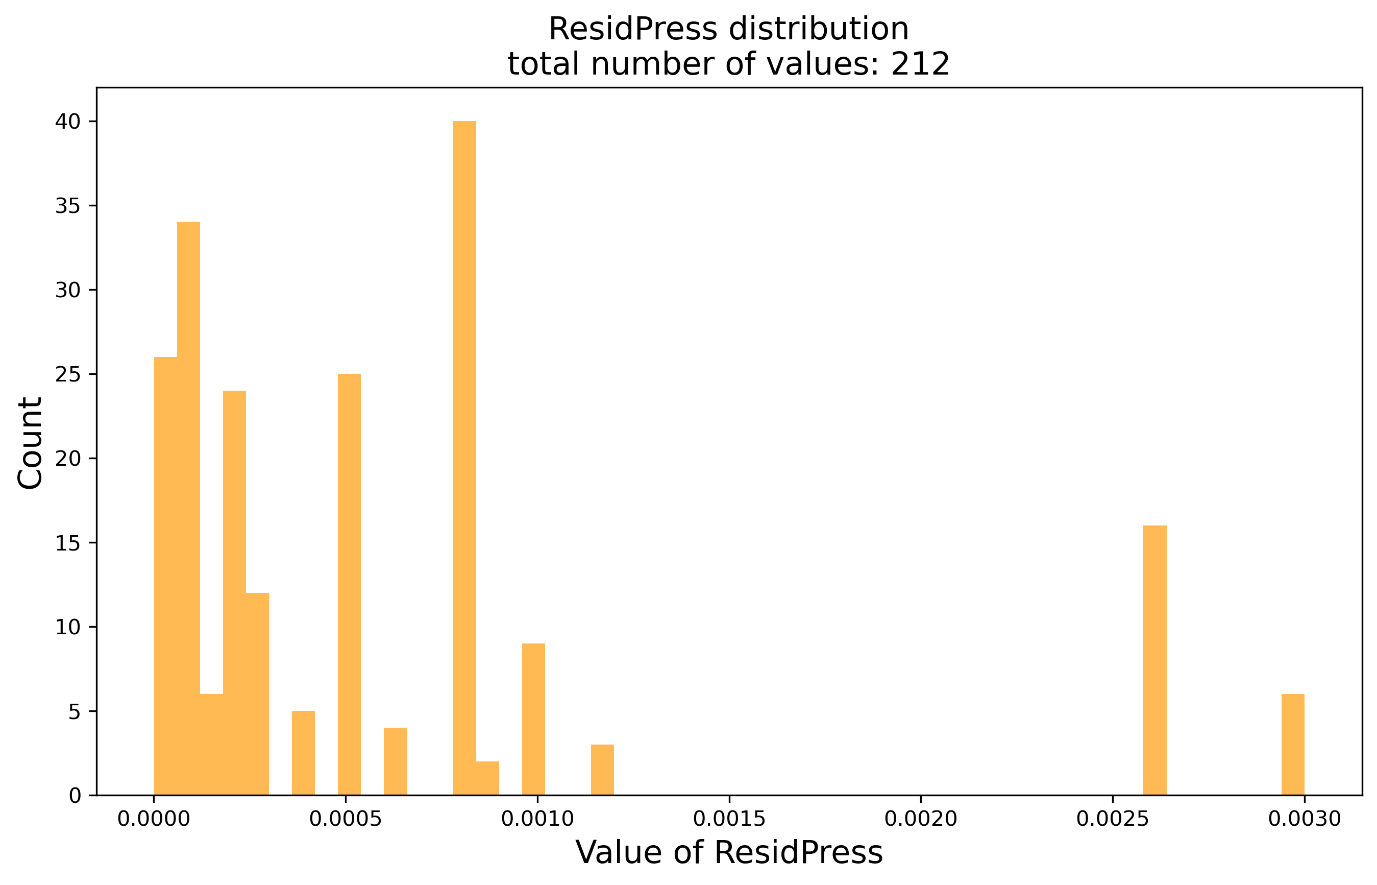 ResidPress distribution
total number of values: 212
40
35
30
25
20
15
10
5
0
Count
0.0000 0.0005 0.0010 0.0015 0.0020 0.0025 0.0030
Value of ResidPress